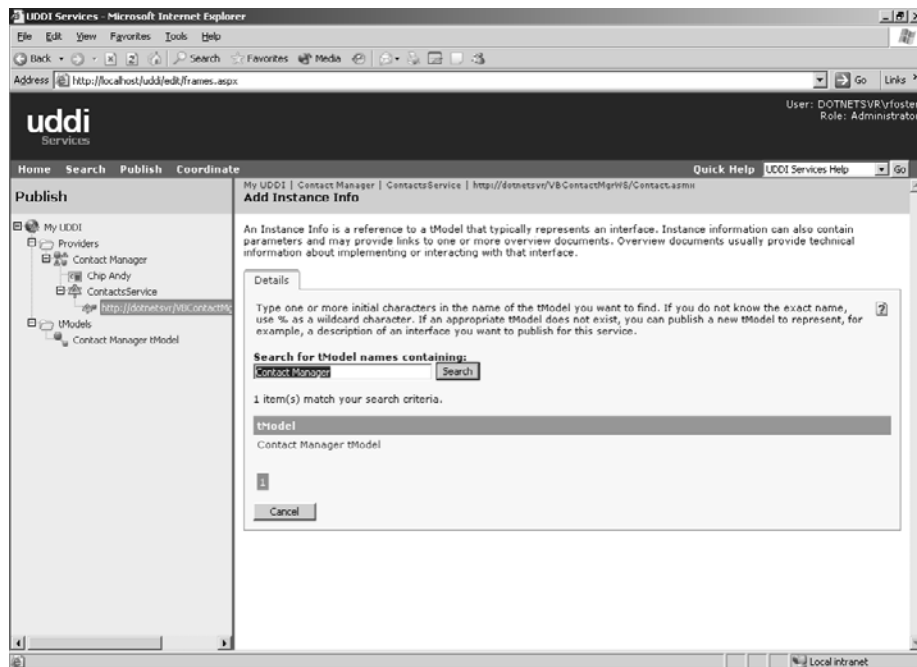 UDDI Services - Microsoft Internet Explorer
File Edit View Favorites Tools Help
Back Search Favorites Media
Address http://localhost/uddi/edit/frames.aspx Go Links
User: DOTNETSVR\rfoster
Role: Administrator
uddi
Services
Home Search Publish Coordinate Quick Help UDDI Services Help Go
Publish
My UDDI
Providers
Contact Manager
Chip Andy
ContactsService
http://dotnetsvr/VBContactMg
tModels
Contact Manager tModel
My UDDI | Contact Manager | ContactsService | http://dotnetsvr/VBContactMgrWS/Contact.asmx
Add Instance Info
An Instance Info is a reference to a tModel that typically represents an interface. Instance information can also contain
parameters and may provide links to one or more overview documents. Overview documents usually provide technical
information about implementing or interacting with that interface.
Details
Type one or more initial characters in the name of the tModel you want to find. If you do not know the exact name,
use % as a wildcard character. If an appropriate tModel does not exist, you can publish a new tModel to represent, for
example, a description of an interface you want to publish for this service.
Search for tModel names containing:
Contact Manager Search
1 item(s) match your search criteria.
tModel
Contact Manager tModel
1
Cancel
Local intranet